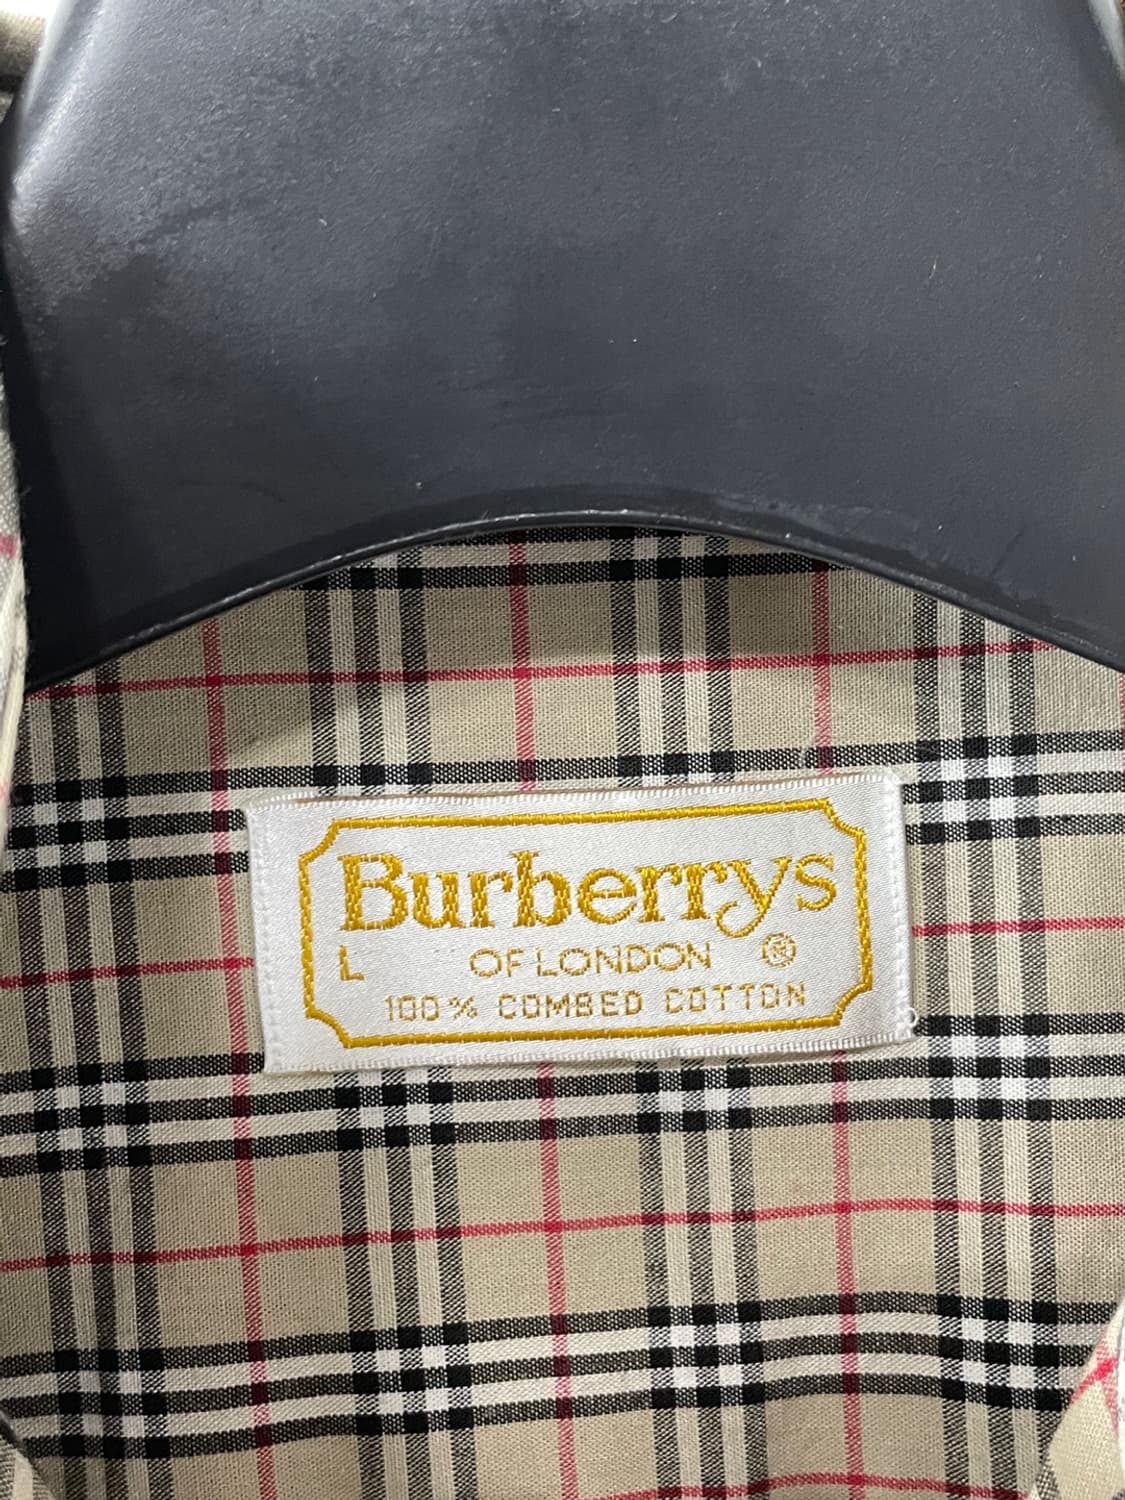 Burberrys
L OF LONDON ®
100% COMBED COTTON